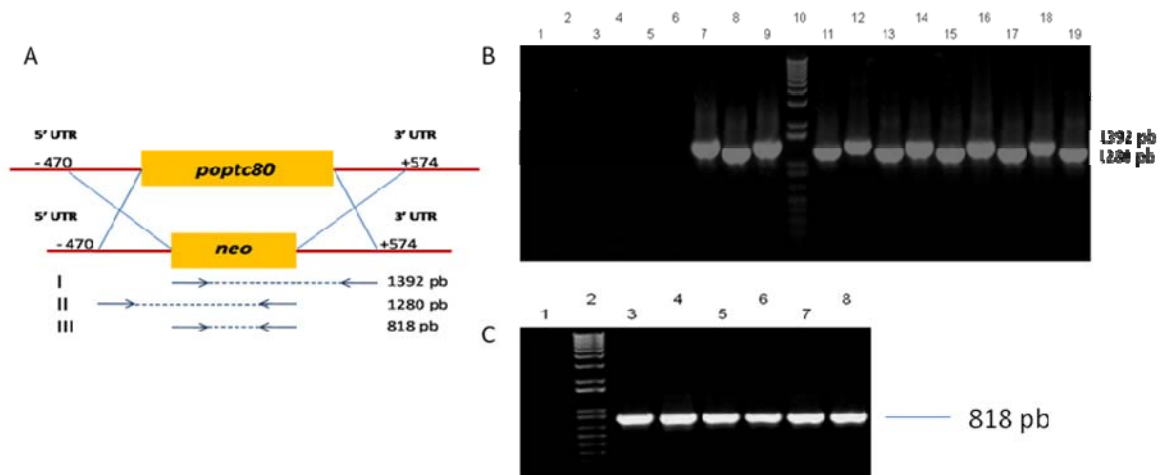 A
5' UTR
3' UTR
- 470
+574
poptc80
5' UTR
3' UTR
- 470
+574
neo
I
1392 pb
II
1280 pb
III
818 pb
B
2 4 6 8 10 12 14 16 18
1 3 5 7 9 11 13 15 17 19
1392 pb
1280 pb
C
1 2 3 4 5 6 7 8
818 pb